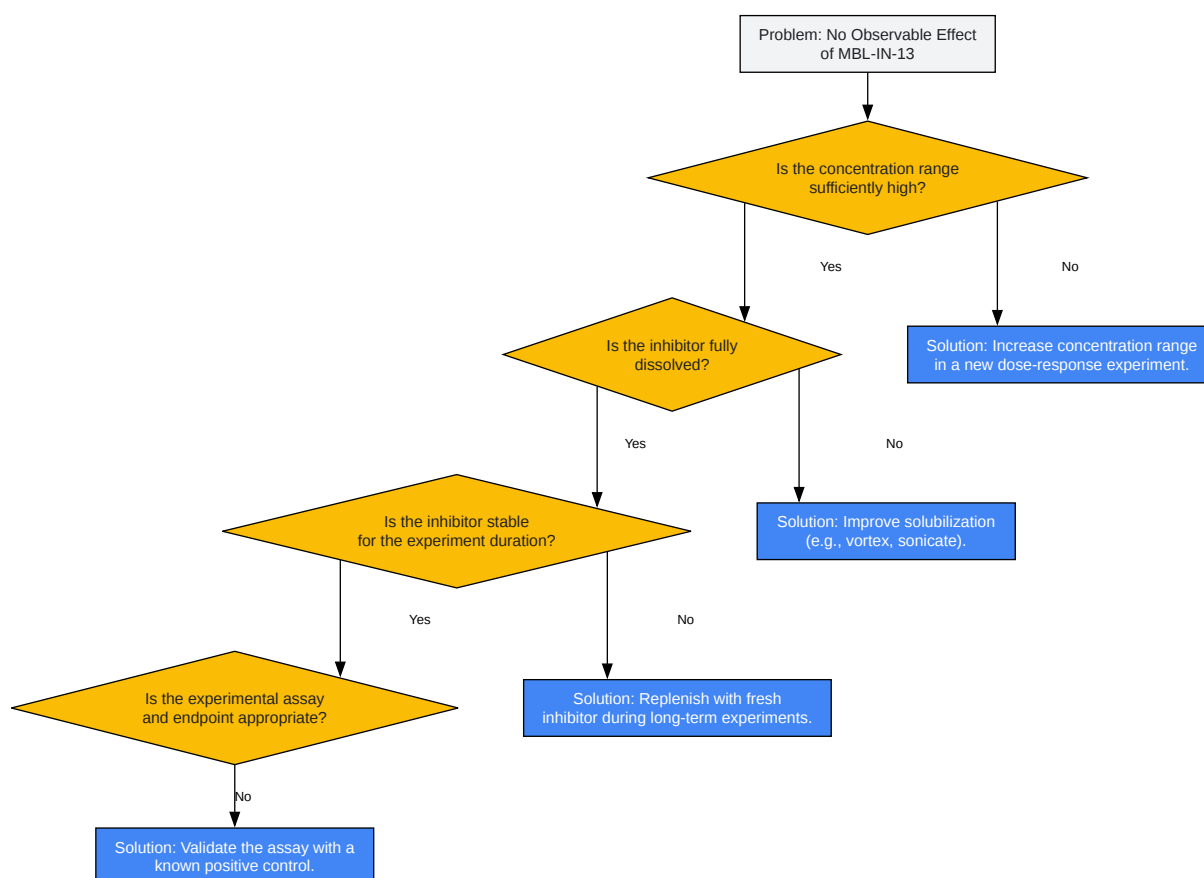 Problem: No Observable Effect
of MBL-IN-13
Is the concentration range
sufficiently high?
Yes
No
Is the inhibitor fully
dissolved?
Solution: Increase concentration range
in a new dose-response experiment.
Yes
No
Is the inhibitor stable
for the experiment duration?
Solution: Improve solubilization
(e.g., vortex, sonicate).
Yes
No
Is the experimental assay
and endpoint appropriate?
Solution: Replenish with fresh
inhibitor during long-term experiments.
No
Solution: Validate the assay with a
known positive control.